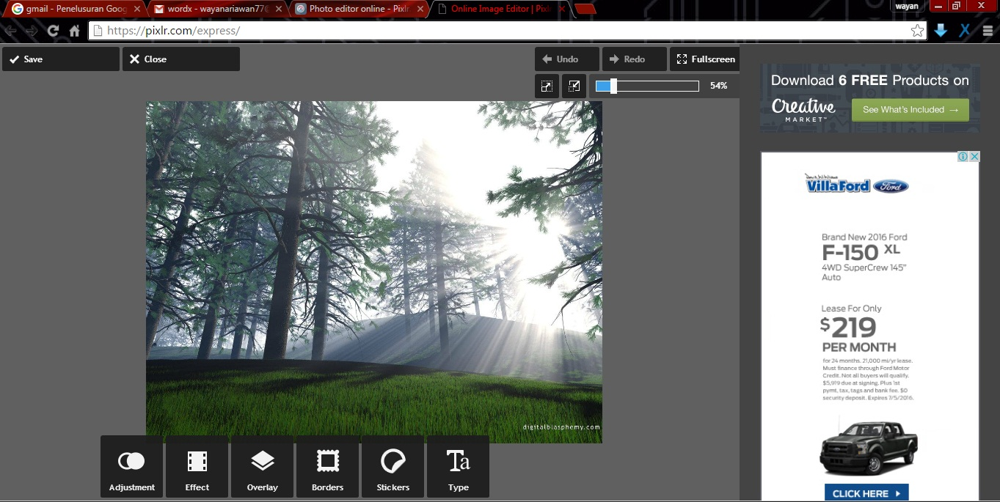 gmail - Penelusuran Goog
wordx - wayanariawan77@
Photo editor online - Pixlr
Online Image Editor | Pixl
wayan
https://pixlr.com/express/
Save
Close
Undo
Redo
Fullscreen
54%
Download 6 FREE Products on
Creative
MARKET™
See What's Included →
VillaFord
Ford
Brand New 2016 Ford
F-150 XL
4WD SuperCrew 145"
Auto
Lease For Only
$219
PER MONTH
for 24 months. 21,000 mi/yr lease.
Must finance through Ford Motor
Credit. Not all buyers will qualify.
$5,919 due at signing. Plus 1st
pymt, tax, tags and bank fee. $0
security deposit. Expires 7/5/2016.
CLICK HERE
digitalblasphemy.com
Adjustment
Effect
Overlay
Borders
Stickers
Ta
Type